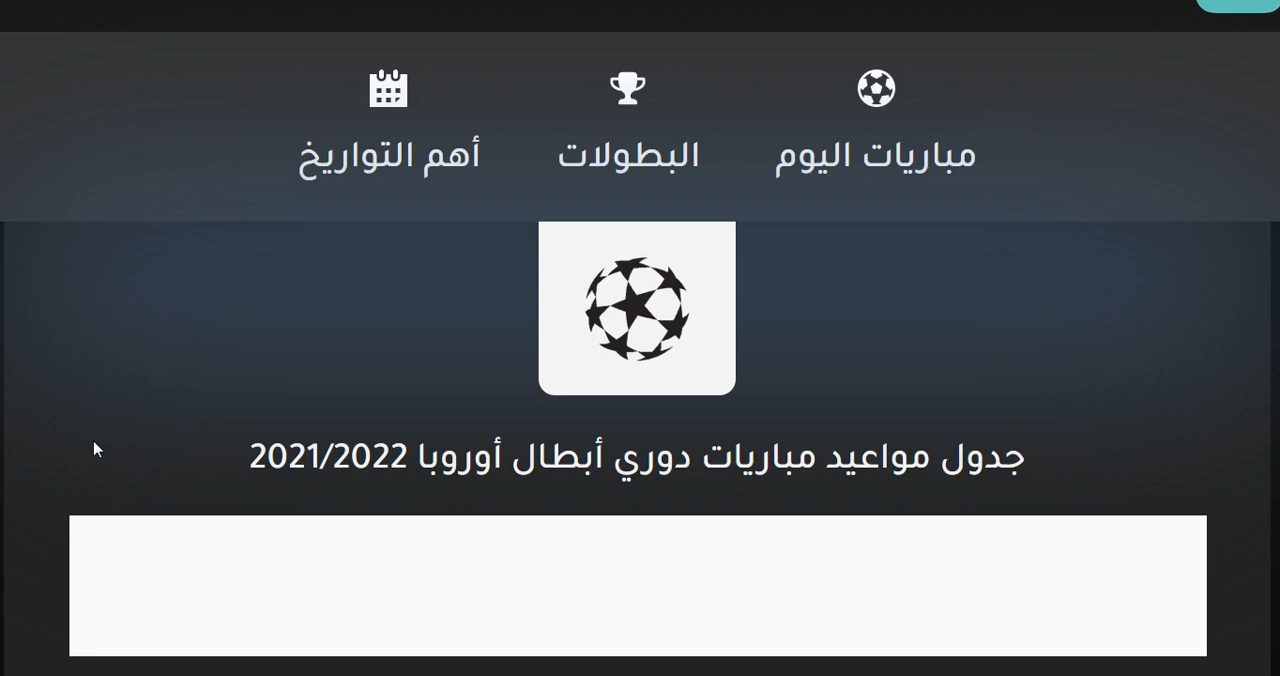 مباريات اليوم
البطولات
أهم التواريخ
جدول مواعيد مباريات دوري أبطال أوروبا 2021/2022